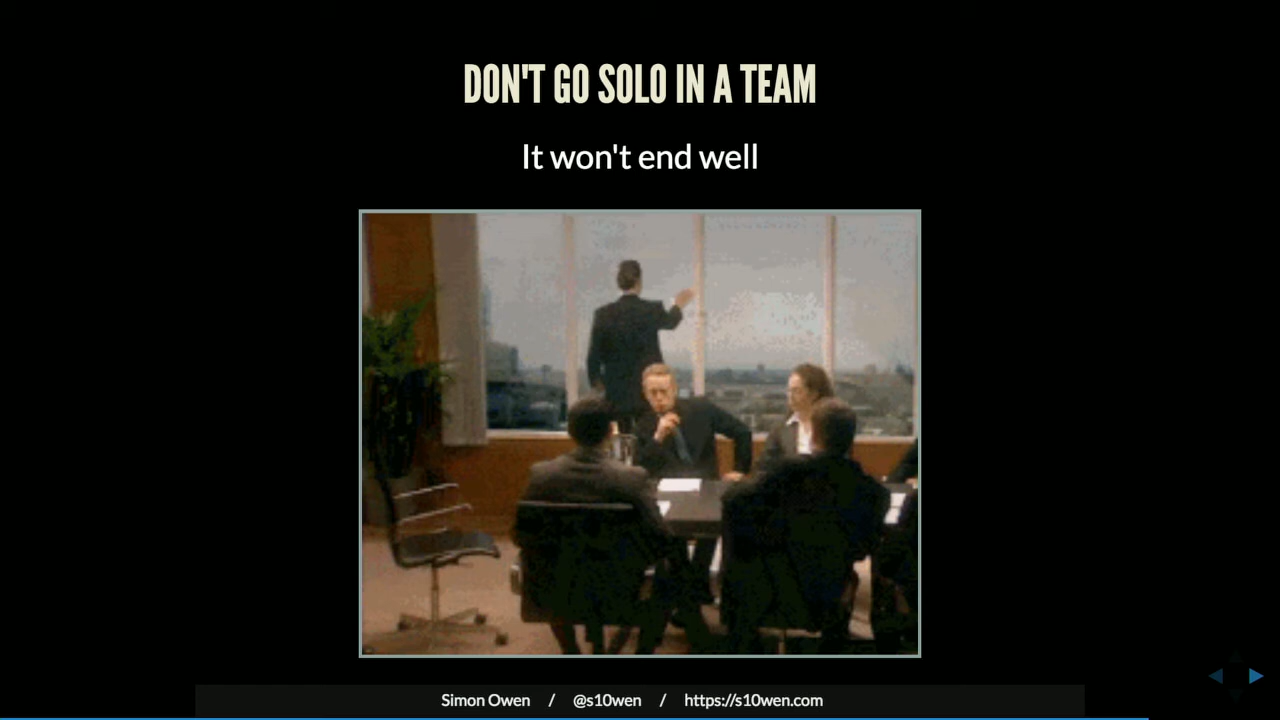 DON'T GO SOLO IN A TEAM
It won't end well
Simon Owen / @s10wen / https://s10wen.com